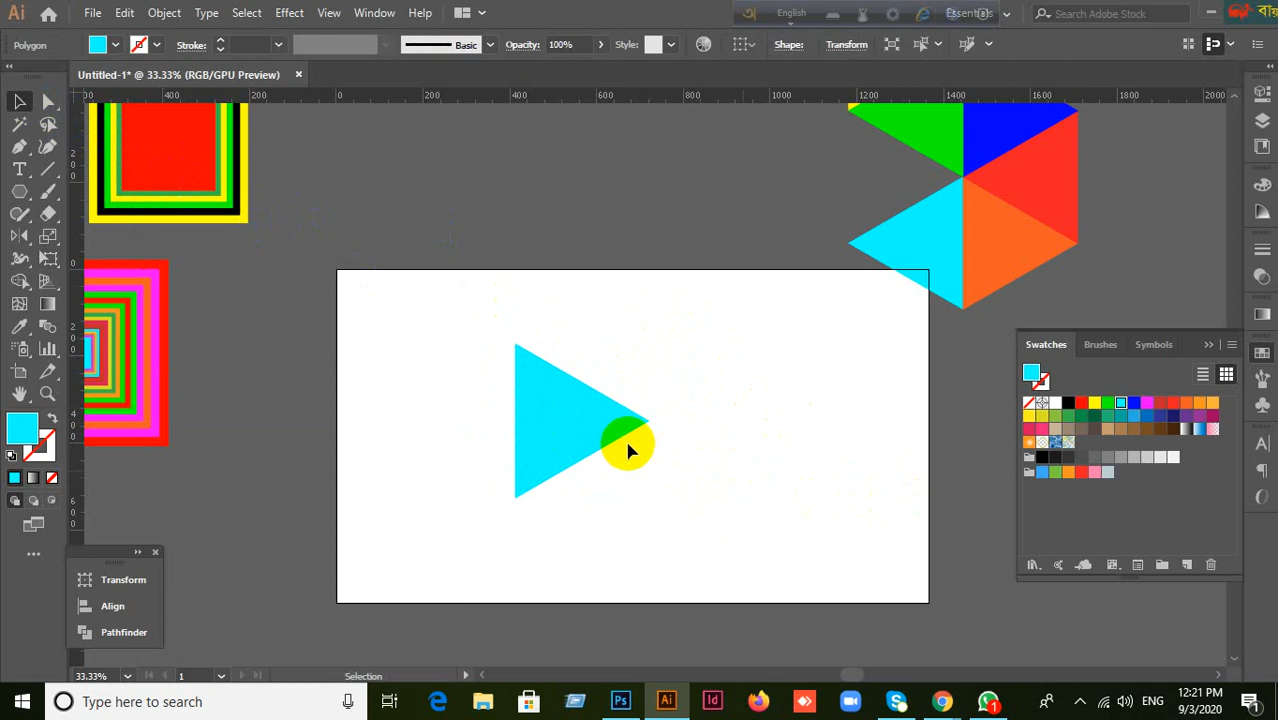 Ai File Edit Object Type Select Effect View Window Help English Essentials Search Adobe Stock
Polygon Stroke: Basic Opacity: 100% Style: Shape: Transform
Untitled-1* @ 33.33% (RGB/GPU Preview) ×
400 200 0 200 400 600 800 1000 1200 1400 1600 1800 2000
Swatches Brushes Symbols
Transform
Align
Pathfinder
33.33% 1 Selection
Type here to search Ps Ai Id ENG 12:21 PM
9/3/2020